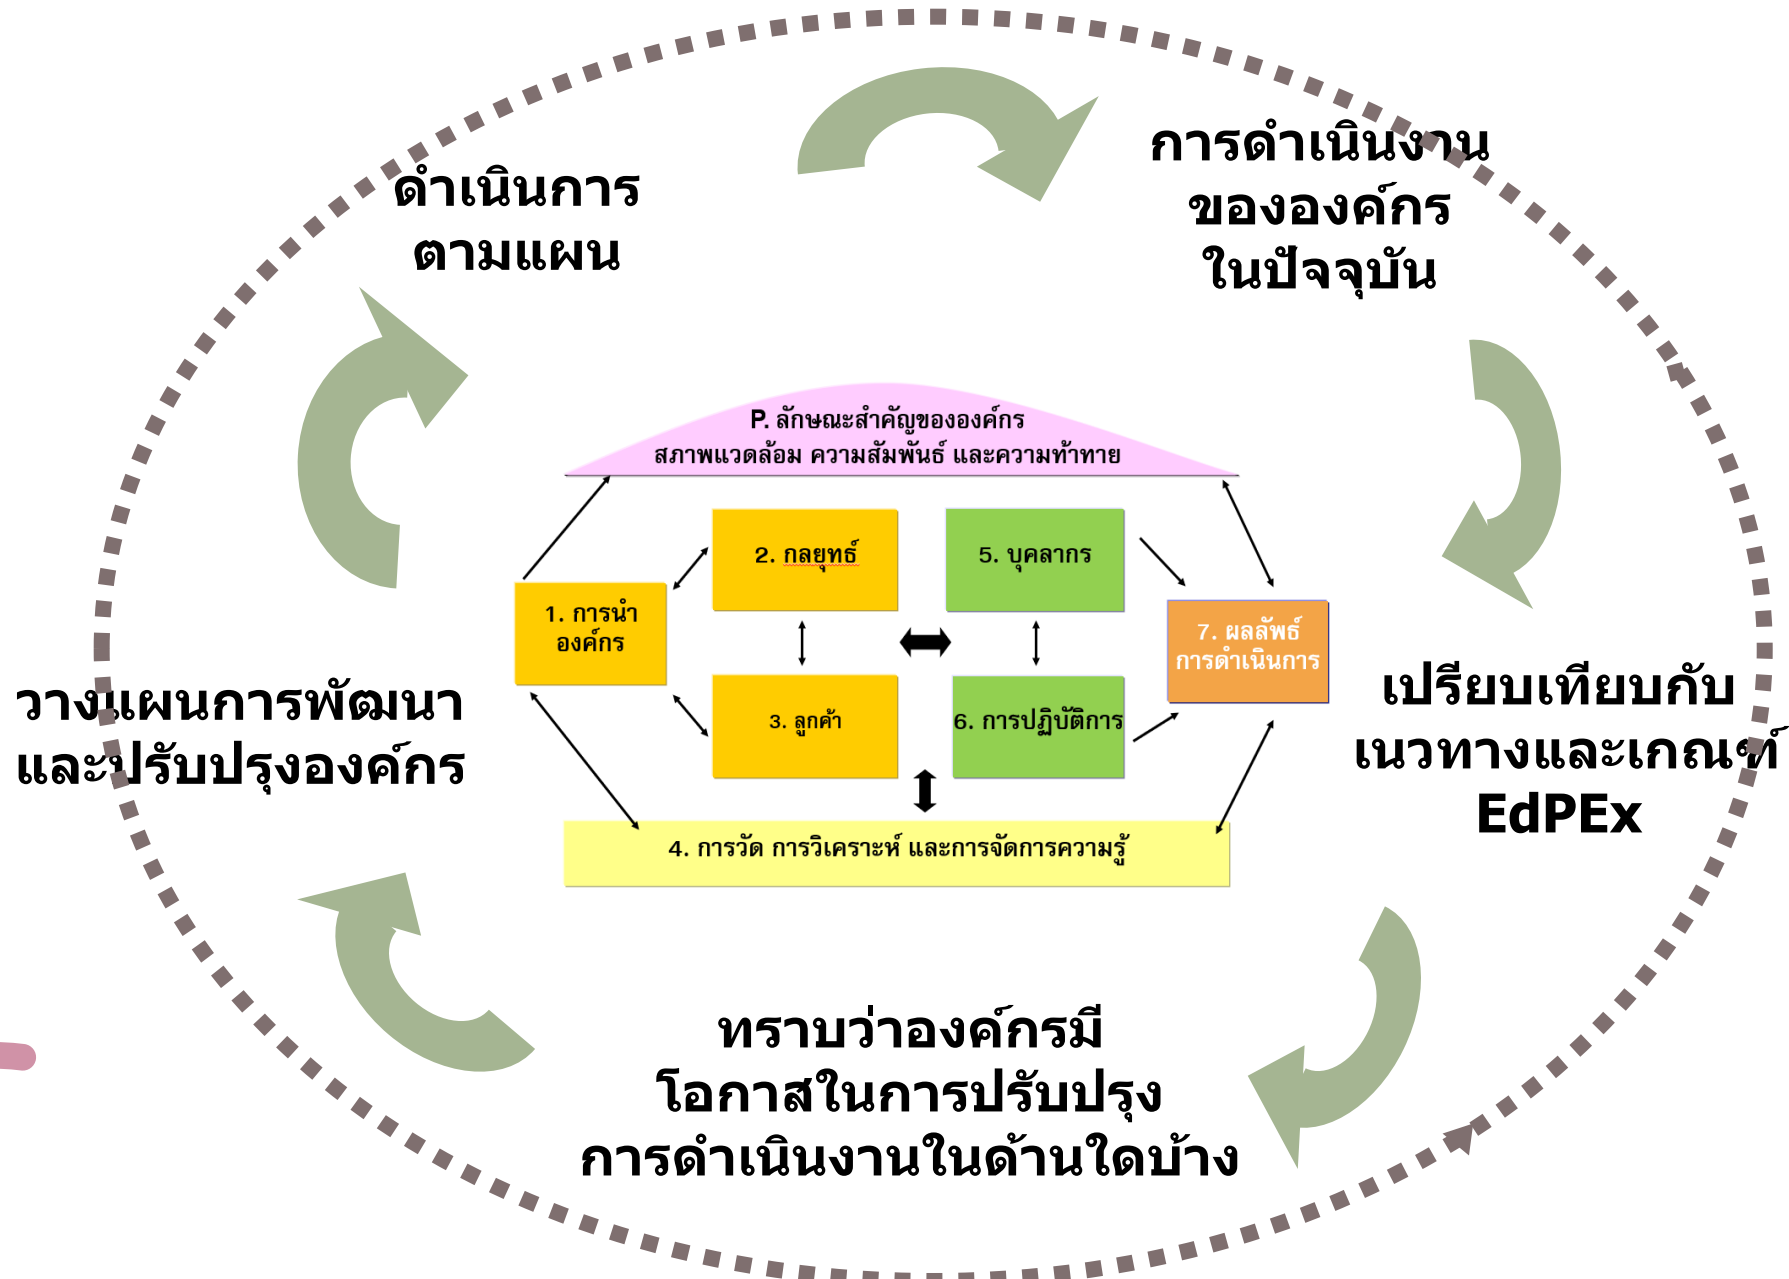 ดำเนินการ
ตามแผน
การดำเนินงาน
ขององค์กร
ในปัจจุบัน
P. ลักษณะสำคัญขององค์กร
สภาพแวดล้อม ความสัมพันธ์ และความท้าทาย
2. กลยุทธ์
5. บุคลากร
1. การนำ
องค์กร
7. ผลลัพธ์
การดำเนินการ
3. ลูกค้า
6. การปฏิบัติการ
4. การวัด การวิเคราะห์ และการจัดการความรู้
วางแผนการพัฒนา
และปรับปรุงองค์กร
เปรียบเทียบกับ
เนวทางและเกณฑ์
EdPEx
ทราบว่าองค์กรมี
โอกาสในการปรับปรุง
การดำเนินงานในด้านใดบ้าง